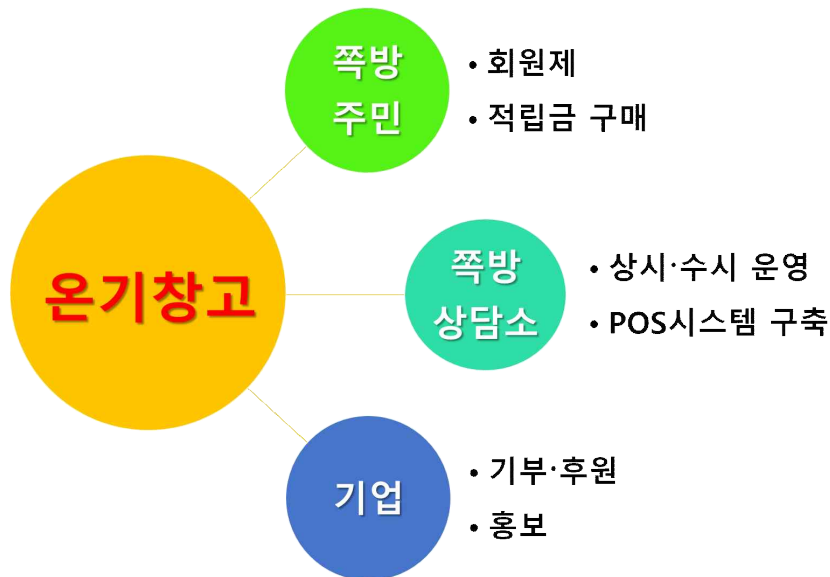 쪽방
주민
• 회원제
• 적립금 구매
온기창고
쪽방
상담소
• 상시·수시 운영
• POS시스템 구축
기업
• 기부·후원
• 홍보